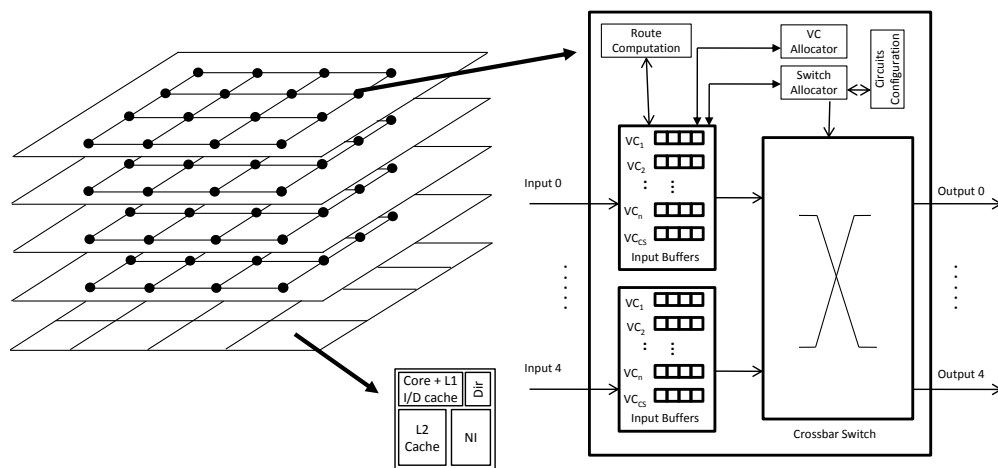 Route
Computation
VC
Allocator
Switch
Allocator
Circuits
Configuration
VC1
VC2
VCn
VCCS
Input Buffers
Input 0
Output 0
VC1
VC2
VCn
VCCS
Input Buffers
Input 4
Output 4
Crossbar Switch
Core + L1
I/D cache
Dir
L2
Cache
NI